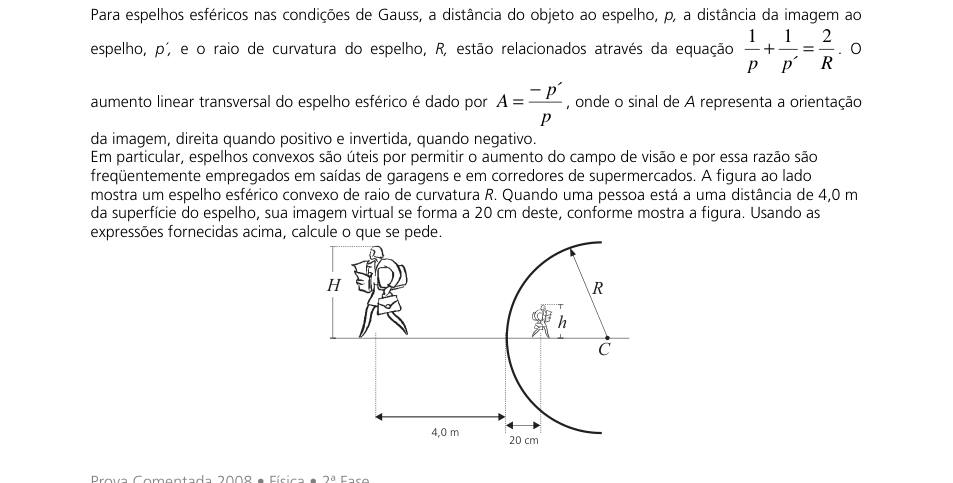 Para espelhos esféricos nas condições de Gauss, a distância do objeto ao espelho, p, a distância da imagem ao
espelho, p´, e o raio de curvatura do espelho, R, estão relacionados através da equação 1/p + 1/p´ = 2/R. O
aumento linear transversal do espelho esférico é dado por A = –p´/p, onde o sinal de A representa a orientação
da imagem, direita quando positivo e invertida, quando negativo.
Em particular, espelhos convexos são úteis por permitir o aumento do campo de visão e por essa razão são
freqüentemente empregados em saídas de garagens e em corredores de supermercados. A figura ao lado
mostra um espelho esférico convexo de raio de curvatura R. Quando uma pessoa está a uma distância de 4,0 m
da superfície do espelho, sua imagem virtual se forma a 20 cm deste, conforme mostra a figura. Usando as
expressões fornecidas acima, calcule o que se pede.
H
R
h
C
4,0 m
20 cm
Prova Comentada 2008 • Física • 2ª Fase